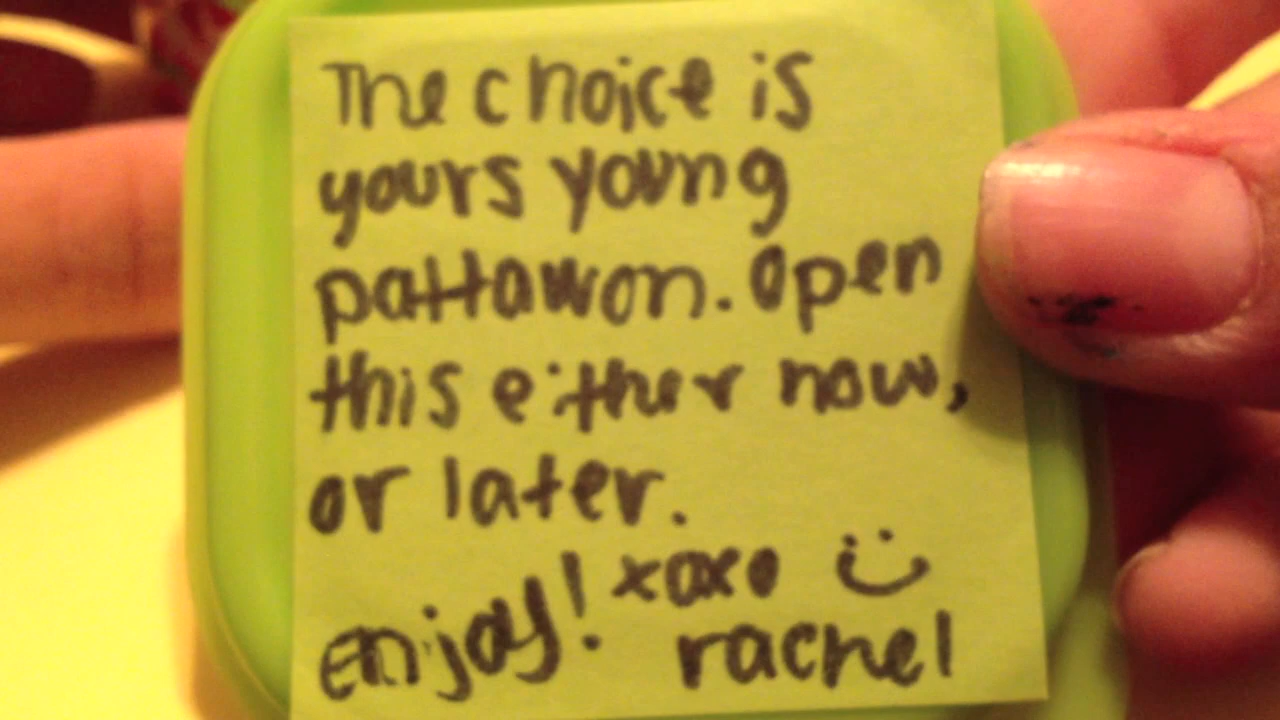 The choice is
yours young
pattawon. Open
this either now,
or later.
enjoy! xoxo :)
rachel